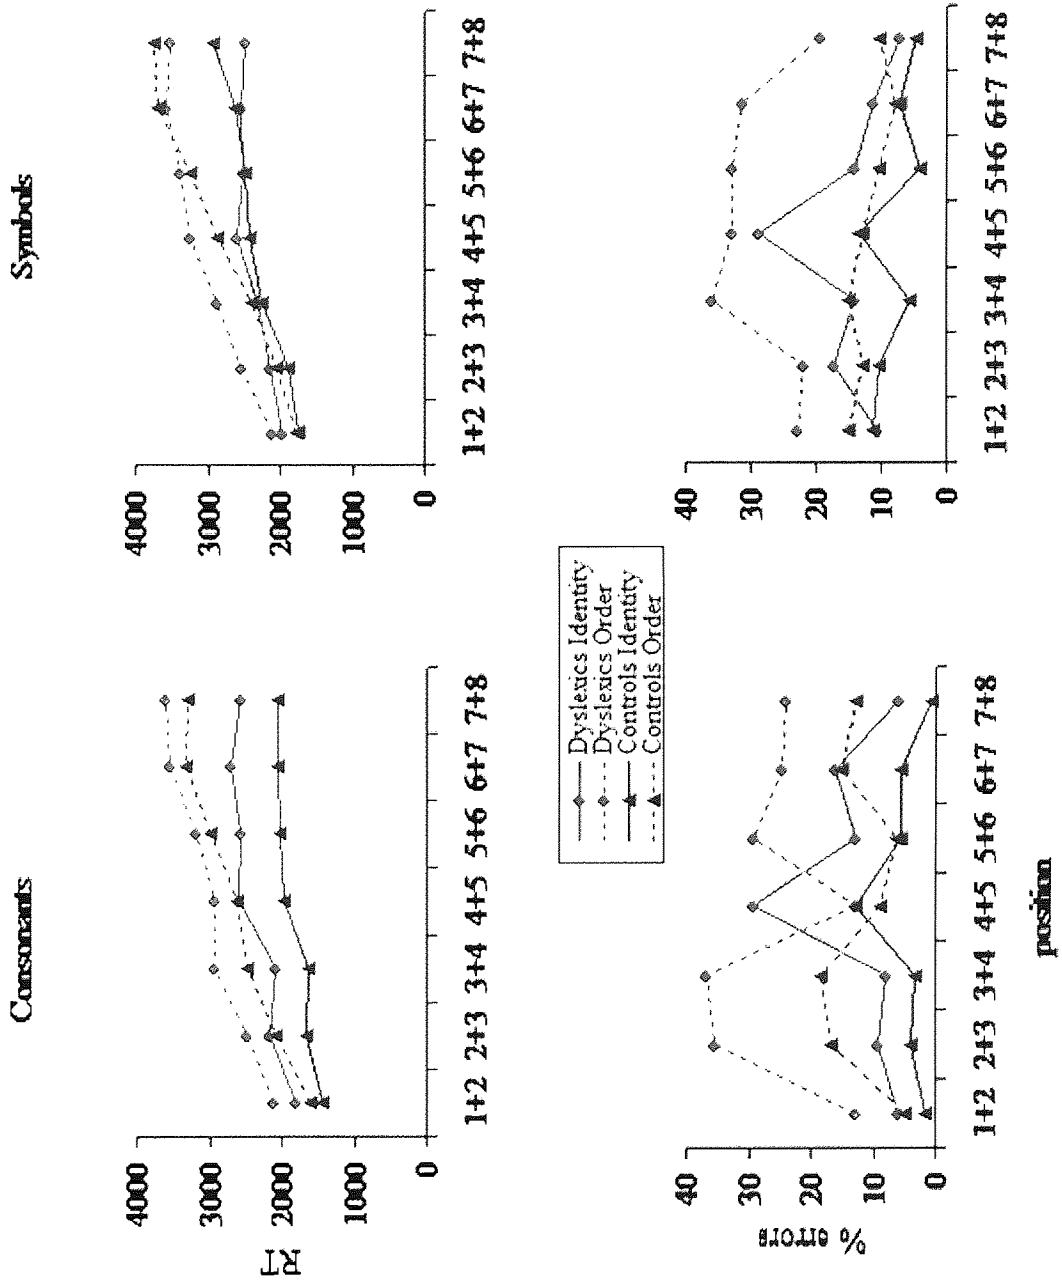 Consonants
Symbols
RT
4000
3000
2000
1000
0
1+2 2+3 3+4 4+5 5+6 6+7 7+8
4000
3000
2000
1000
0
1+2 2+3 3+4 4+5 5+6 6+7 7+8
Dyslexics Identity
Dyslexics Order
Controls Identity
Controls Order
% errors
40
30
20
10
0
1+2 2+3 3+4 4+5 5+6 6+7 7+8
40
30
20
10
0
1+2 2+3 3+4 4+5 5+6 6+7 7+8
position